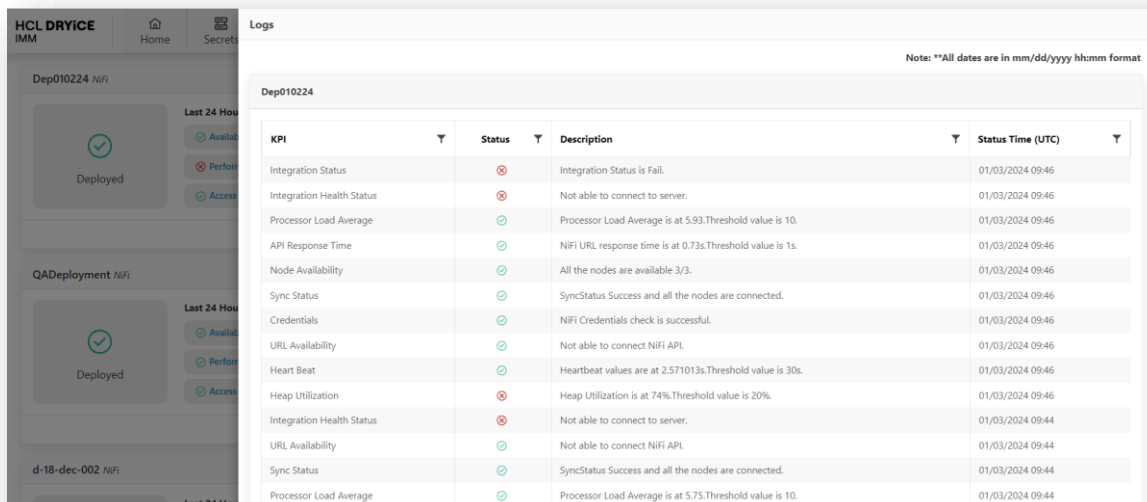 HCL DRYiCE
IMM
Home
Secrets
Logs
Note: **All dates are in mm/dd/yyyy hh:mm format
Dep010224 NiFi
Deployed
Last 24 Hou
Availab
Perforn
Access
QADeployment NiFi
Deployed
Last 24 Hou
Availab
Perforn
Access
d-18-dec-002 NiFi
Dep010224
KPI Status Description Status Time (UTC)
Integration Status Integration Status is Fail. 01/03/2024 09:46
Integration Health Status Not able to connect to server. 01/03/2024 09:46
Processor Load Average Processor Load Average is at 5.93.Threshold value is 10. 01/03/2024 09:46
API Response Time NiFi URL response time is at 0.73s.Threshold value is 1s. 01/03/2024 09:46
Node Availability All the nodes are available 3/3. 01/03/2024 09:46
Sync Status SyncStatus Success and all the nodes are connected. 01/03/2024 09:46
Credentials NiFi Credentials check is successful. 01/03/2024 09:46
URL Availability Not able to connect NiFi API. 01/03/2024 09:46
Heart Beat Heartbeat values are at 2.571013s.Threshold value is 30s. 01/03/2024 09:46
Heap Utilization Heap Utilization is at 74%.Threshold value is 20%. 01/03/2024 09:46
Integration Health Status Not able to connect to server. 01/03/2024 09:44
URL Availability Not able to connect NiFi API. 01/03/2024 09:44
Sync Status SyncStatus Success and all the nodes are connected. 01/03/2024 09:44
Processor Load Average Processor Load Average is at 5.75.Threshold value is 10. 01/03/2024 09:44